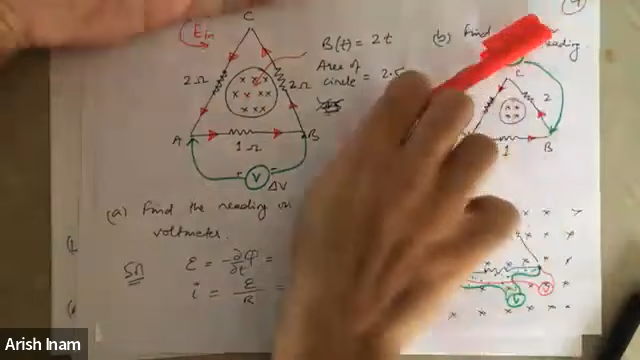 C
Ein
2Ω
2Ω
A
B
1Ω
V
ΔV
B(t) = 2t
Area of
circle = 2.5
(a) Find the reading
voltmeter.
Sol
ε = -∂φ/∂t =
i = ε/R =
(b) Find
reading.
C
2
B
1
V
V
Arish Inam